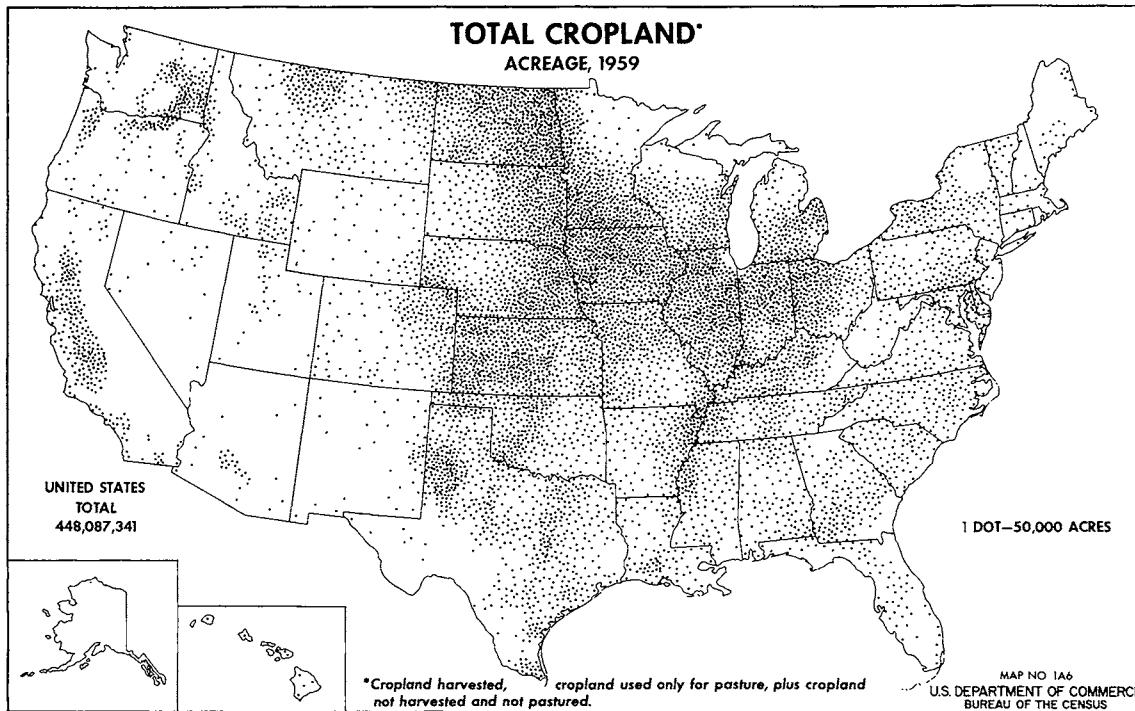 TOTAL CROPLAND*
ACREAGE, 1959
UNITED STATES
TOTAL
448,087,341
1 DOT—50,000 ACRES
*Cropland harvested, cropland used only for pasture, plus cropland
not harvested and not pastured.
MAP NO 1A6
U.S. DEPARTMENT OF COMMERC
BUREAU OF THE CENSUS